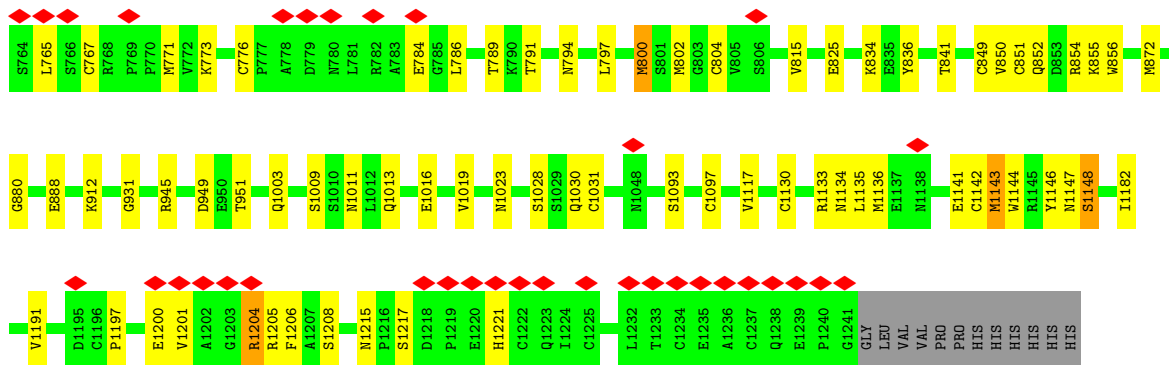 S764 L765 S766 C767 R768 P769 P770 M771 V772 K773 C776 P777 A778 D779 N780 L781 R782 A783 E784 G785 L786 T789 K790 T791 N794 L797 M800 S801 M802 G803 C804 V805 S806 V815 E825 K834 E835 Y836 T841 C849 V850 C851 Q852 D853 R854 K855 W856 M872
G880 E888 K912 G931 R945 D949 E950 T951 Q1003 S1009 S1010 N1011 L1012 Q1013 E1016 V1019 N1023 S1028 S1029 Q1030 C1031 N1048 S1093 C1097 V1117 C1130 R1133 N1134 L1135 M1136 E1137 N1138 E1141 C1142 M1143 W1144 R1145 Y1146 N1147 S1148 I1182
V1191 D1195 C1196 P1197 E1200 V1201 A1202 G1203 R1204 R1205 F1206 A1207 S1208 N1215 P1216 S1217 D1218 P1219 E1220 H1221 C1222 Q1223 I1224 C1225 L1232 T1233 C1234 E1235 A1236 C1237 Q1238 E1239 P1240 G1241 GLY LEU VAL VAL PRO PRO HIS HIS HIS HIS HIS HIS